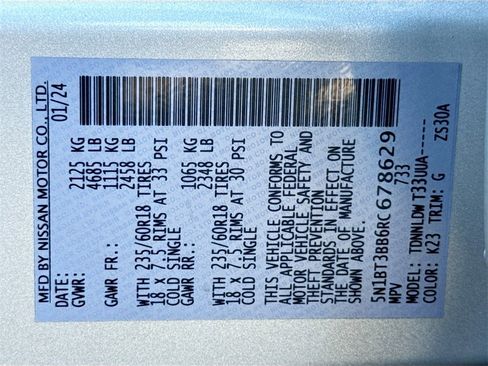 MFD BY NISSAN MOTOR CO., LTD.
DATE: 01/24
GVWR: 2125 KG
4685 LB
GAWR FR.: 1115 KG
2458 LB
WITH 235/60R18 TIRES
18 X 7.5 RIMS AT 33 PSI
COLD SINGLE
GAWR RR.: 1065 KG
2348 LB
WITH 235/60R18 TIRES
18 X 7.5 RIMS AT 30 PSI
COLD SINGLE
THIS VEHICLE CONFORMS TO
ALL APPLICABLE FEDERAL
MOTOR VEHICLE SAFETY AND
THEFT PREVENTION
STANDARDS IN EFFECT ON
THE DATE OF MANUFACTURE
SHOWN ABOVE.
5N1BT3BB6RC678629
MPV 733
MODEL: TDNNLDWT33UUA-----
COLOR: K23 TRIM: G ZS30A